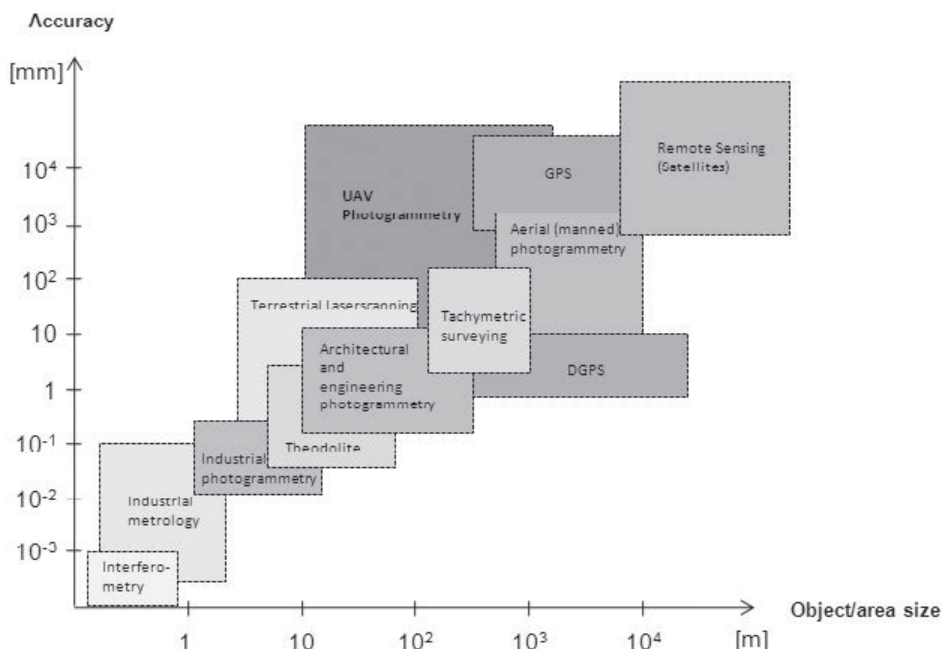 Accuracy
[mm]
10⁴
10³
10²
10
1
10⁻¹
10⁻²
10⁻³
Remote Sensing
(Satellites)
GPS
UAV
Photogrammetry
Aerial (manned)
photogrammetry
Terrestrial laserscanning
Tachymetric
surveying
Architectural
and
engineering
photogrammetry
DGPS
Theodolite
Industrial
photogrammetry
Industrial
metrology
Interfero-
metry
1
10
10²
10³
10⁴
[m]
Object/area size